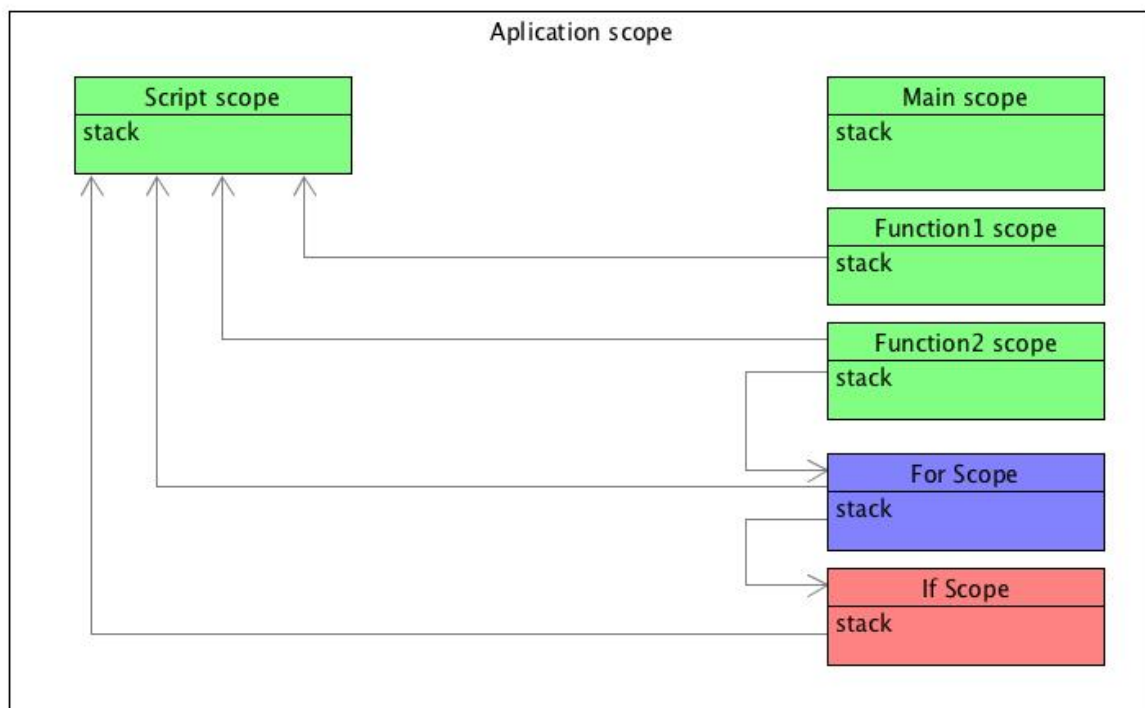 Aplication scope
Script scope
stack
Main scope
stack
Function1 scope
stack
Function2 scope
stack
For Scope
stack
If Scope
stack